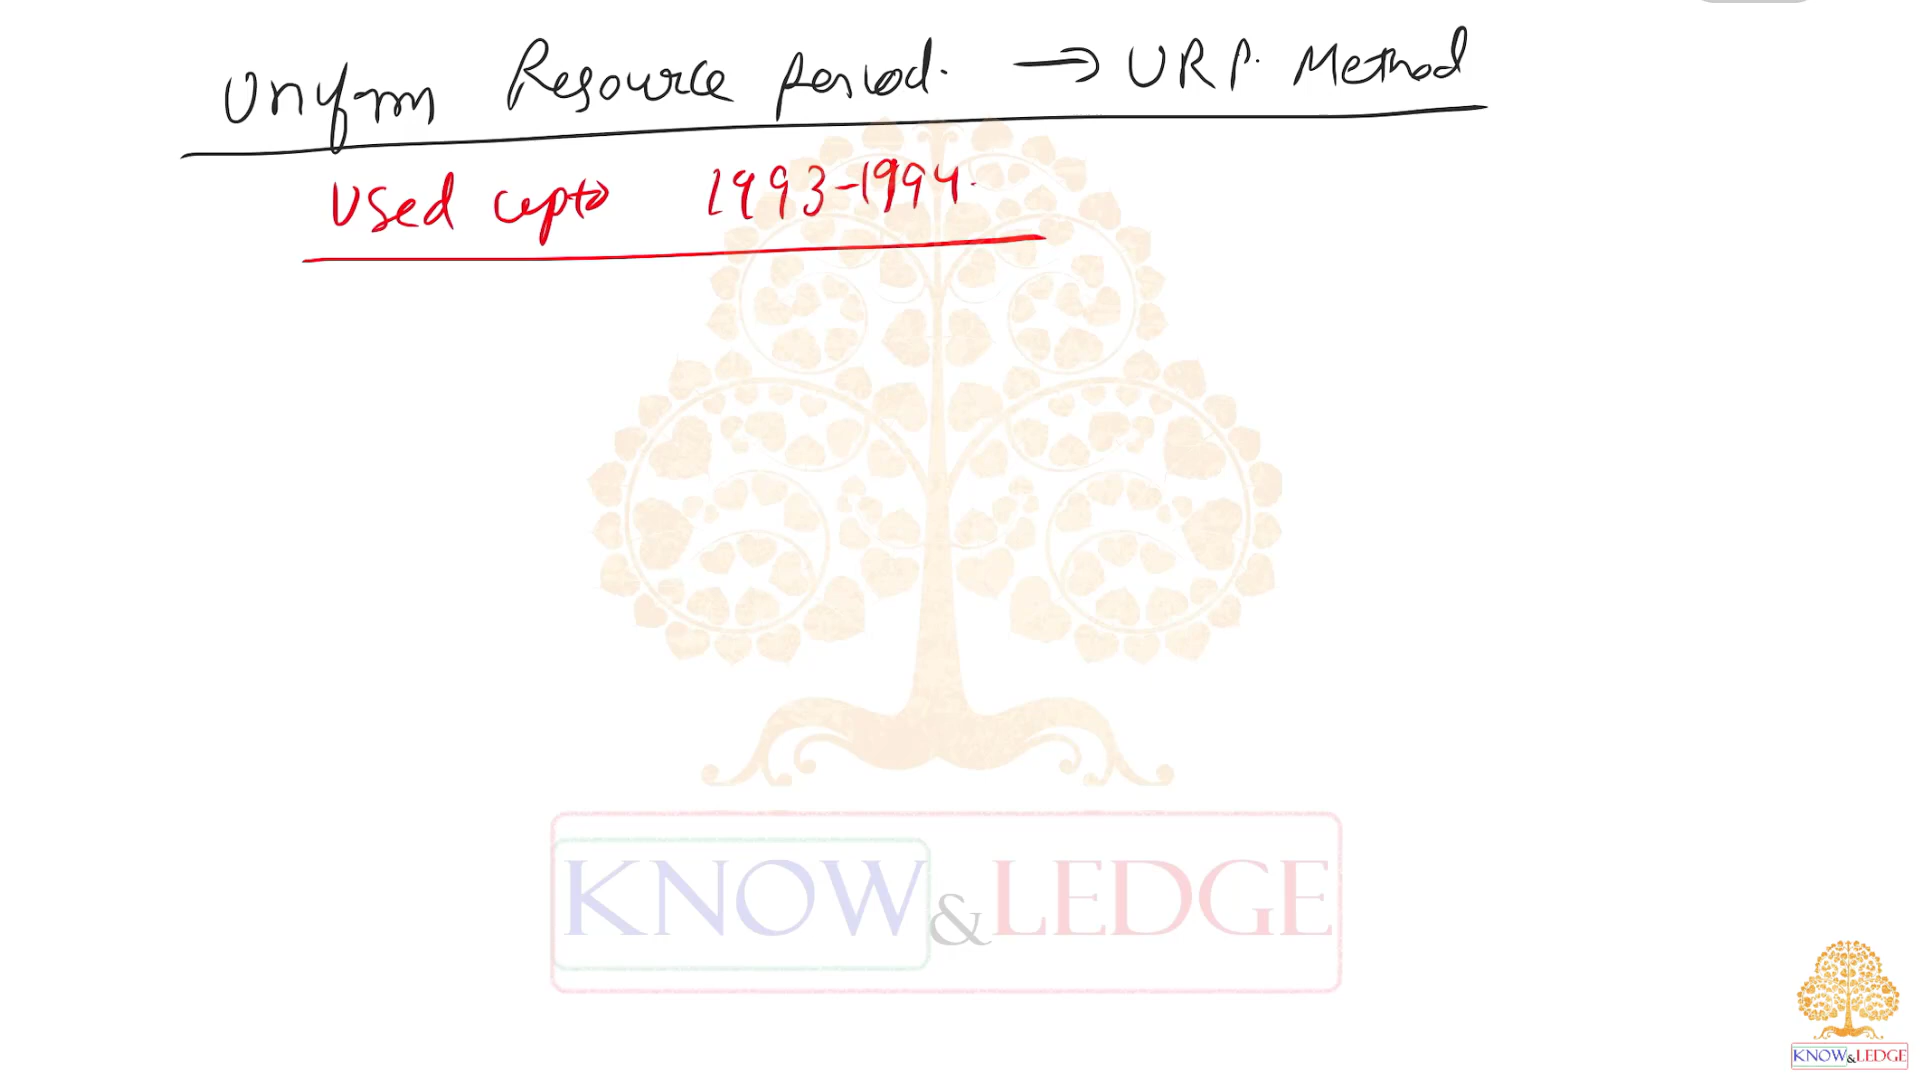 Uniform Resource Period. → URP. Method
Used upto 1993-1994.
KNOW&LEDGE
KNOW&LEDGE